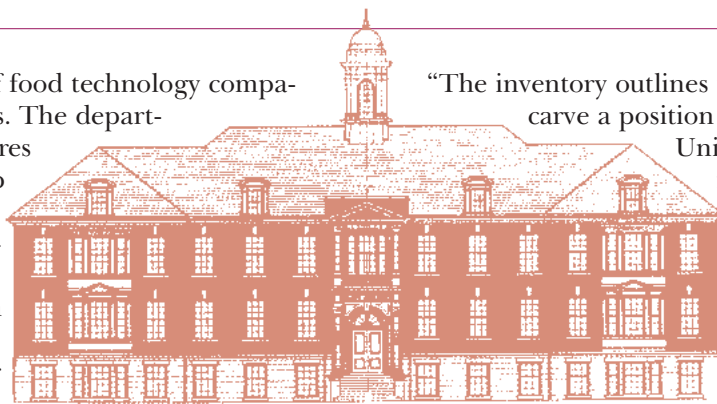 f food technology compa-
s. The depart-
res
o
“The inventory outlines
carve a position
Uni